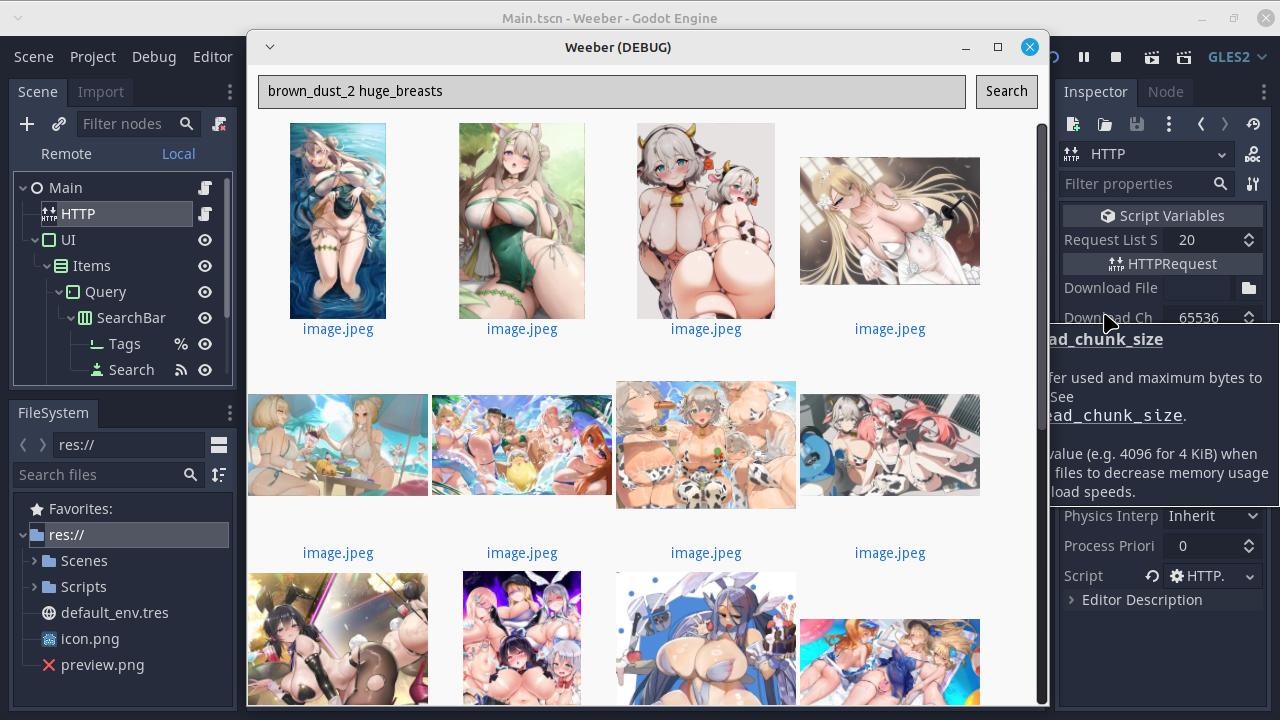 Main.tscn - Weeber - Godot Engine
Scene Project Debug Editor
GLES2
Weeber (DEBUG)
brown_dust_2 huge_breasts
Search
image.jpeg image.jpeg image.jpeg image.jpeg
image.jpeg image.jpeg image.jpeg image.jpeg
Scene Import
Filter nodes
Remote Local
Main
HTTP
UI
Items
Query
SearchBar
Tags %
Search
FileSystem
res://
Search files
Favorites:
res://
Scenes
Scripts
default_env.tres
icon.png
preview.png
Inspector Node
HTTP
Filter properties
Script Variables
Request List S 20
HTTPRequest
Download File
Download Ch 65536
ad_chunk_size
fer used and maximum bytes to
See
ead_chunk_size.
value (e.g. 4096 for 4 KiB) when
files to decrease memory usage
load speeds.
Physics Interp Inherit
Process Priori 0
Script HTTP.
Editor Description